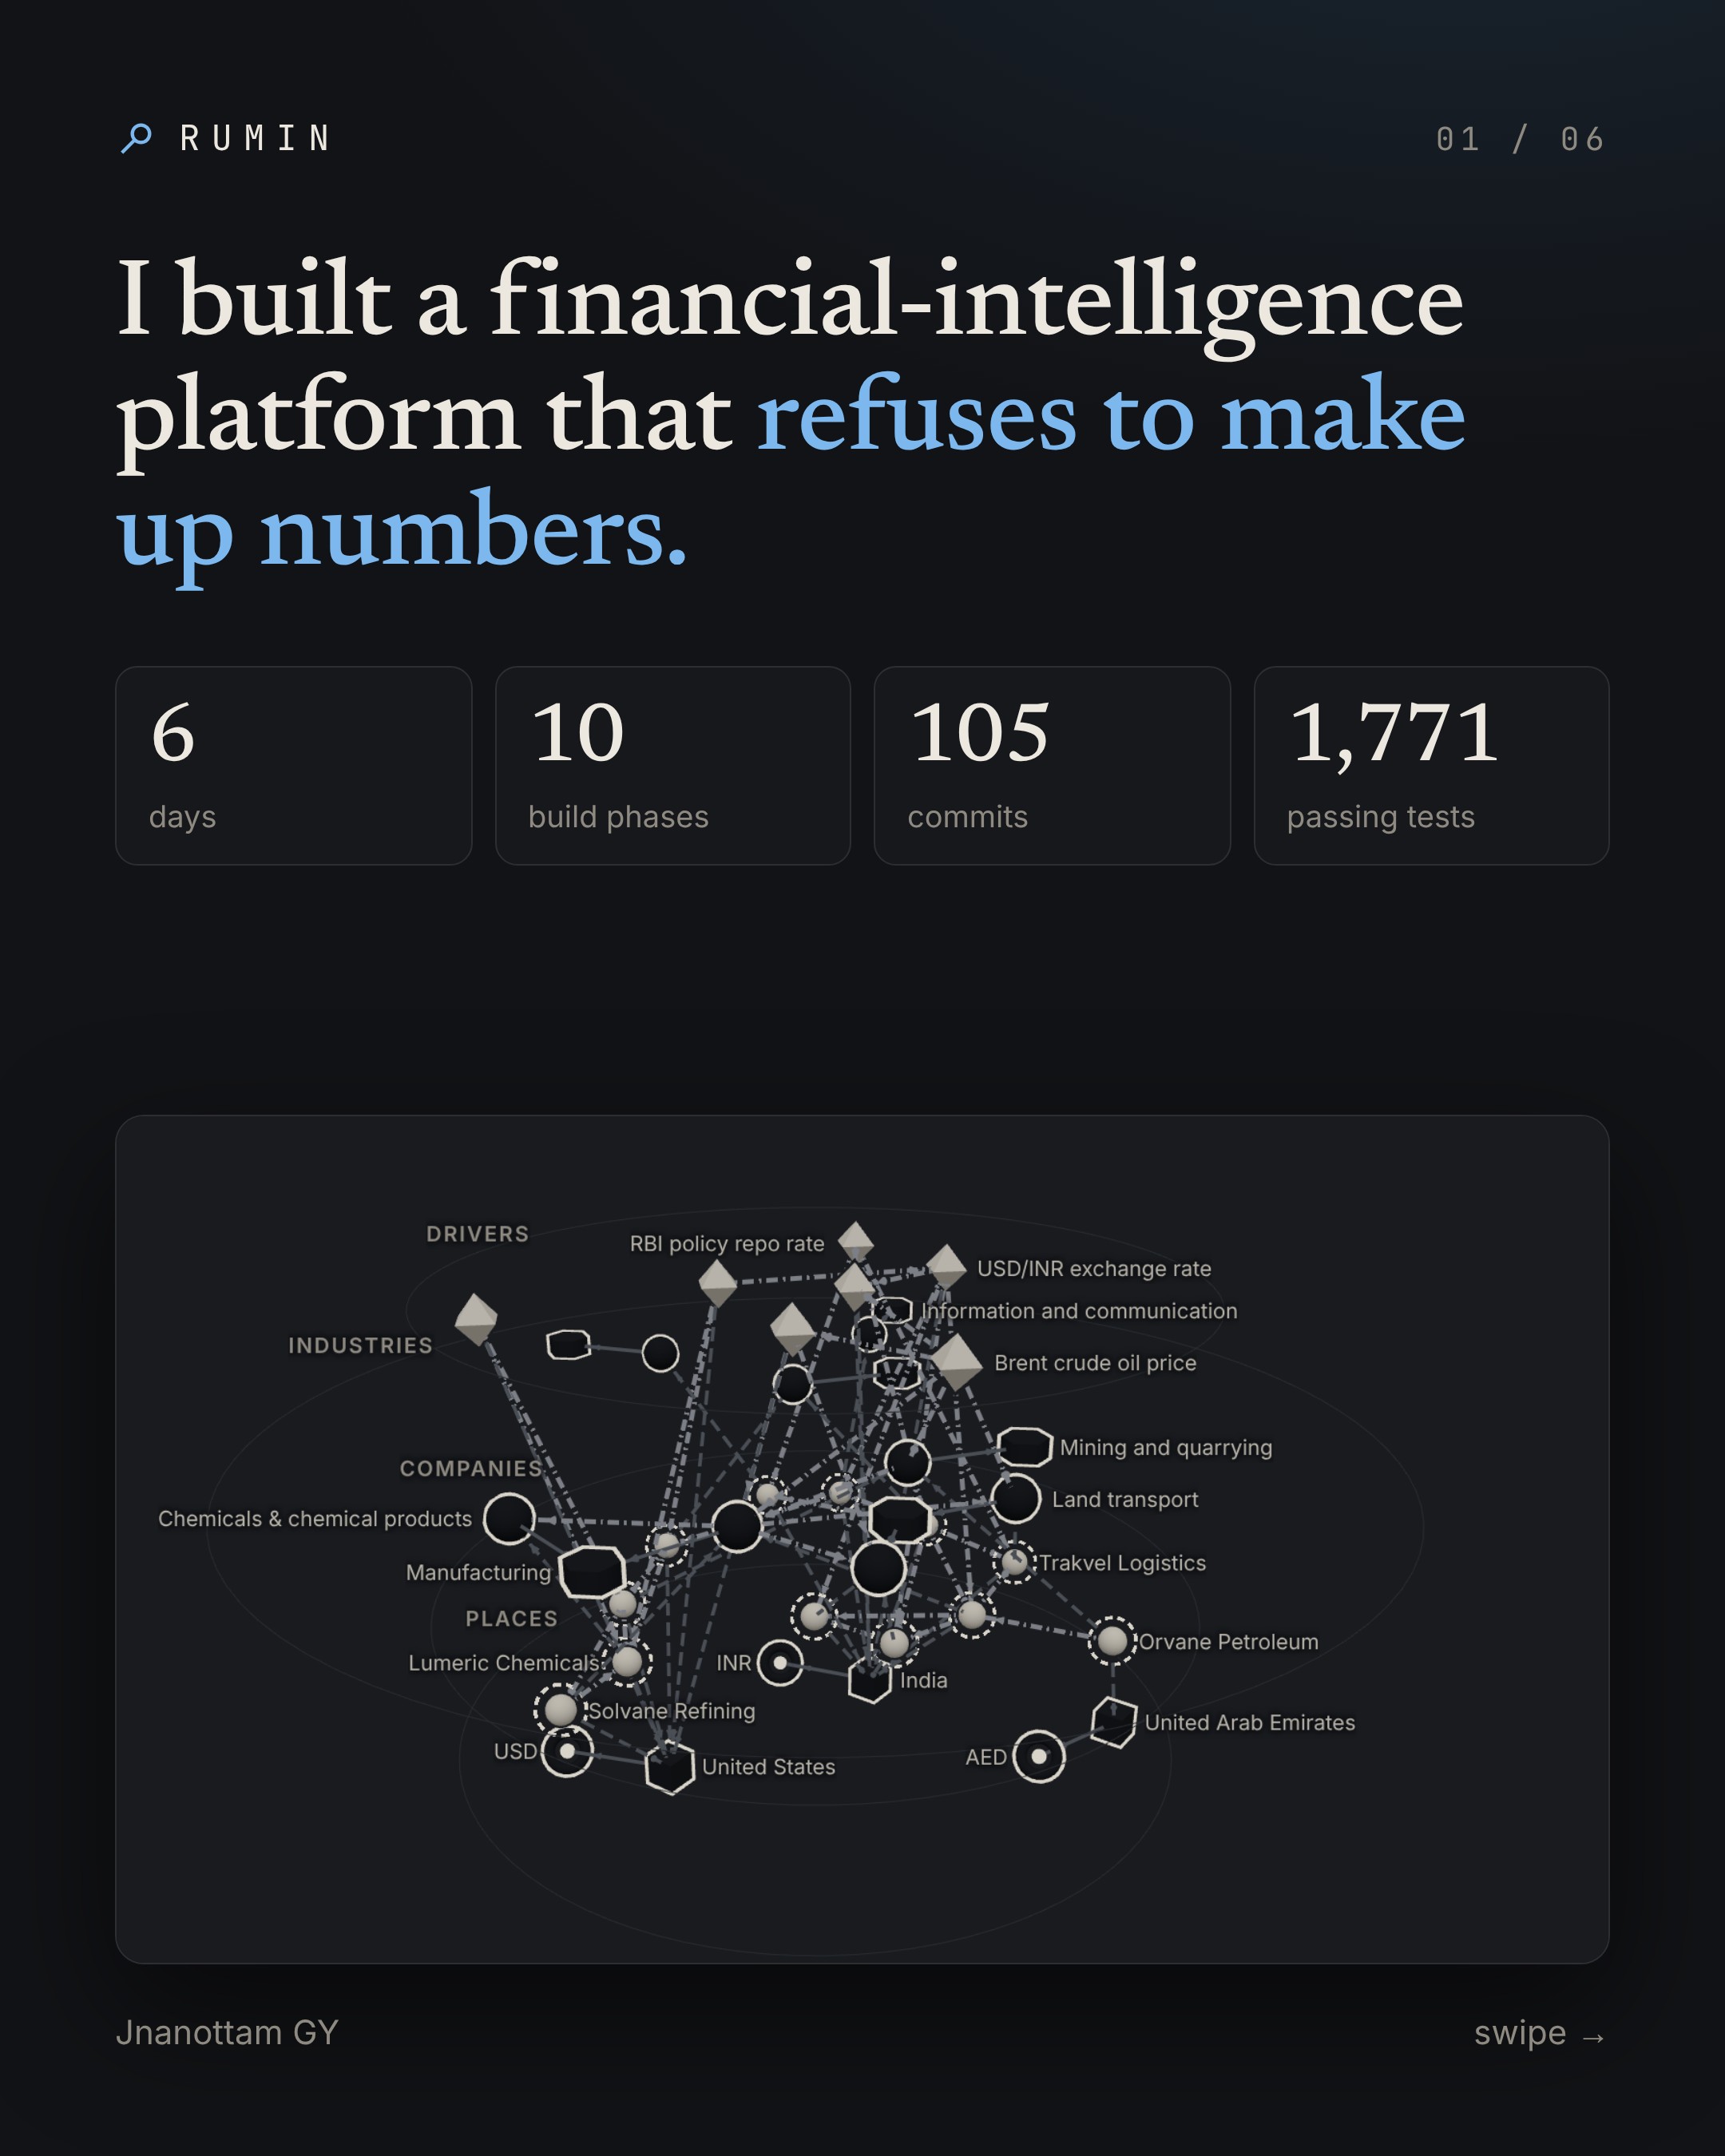 RUMIN
01 / 06
I built a financial-intelligence
platform that refuses to make
up numbers.
6
days
10
build phases
105
commits
1,771
passing tests
DRIVERS
RBI policy repo rate
USD/INR exchange rate
Information and communication
INDUSTRIES
Brent crude oil price
Mining and quarrying
COMPANIES
Land transport
Chemicals & chemical products
Trakvel Logistics
Manufacturing
PLACES
Orvane Petroleum
Lumeric Chemicals
INR
India
Solvane Refining
United Arab Emirates
USD
United States
AED
Jnanottam GY
swipe →